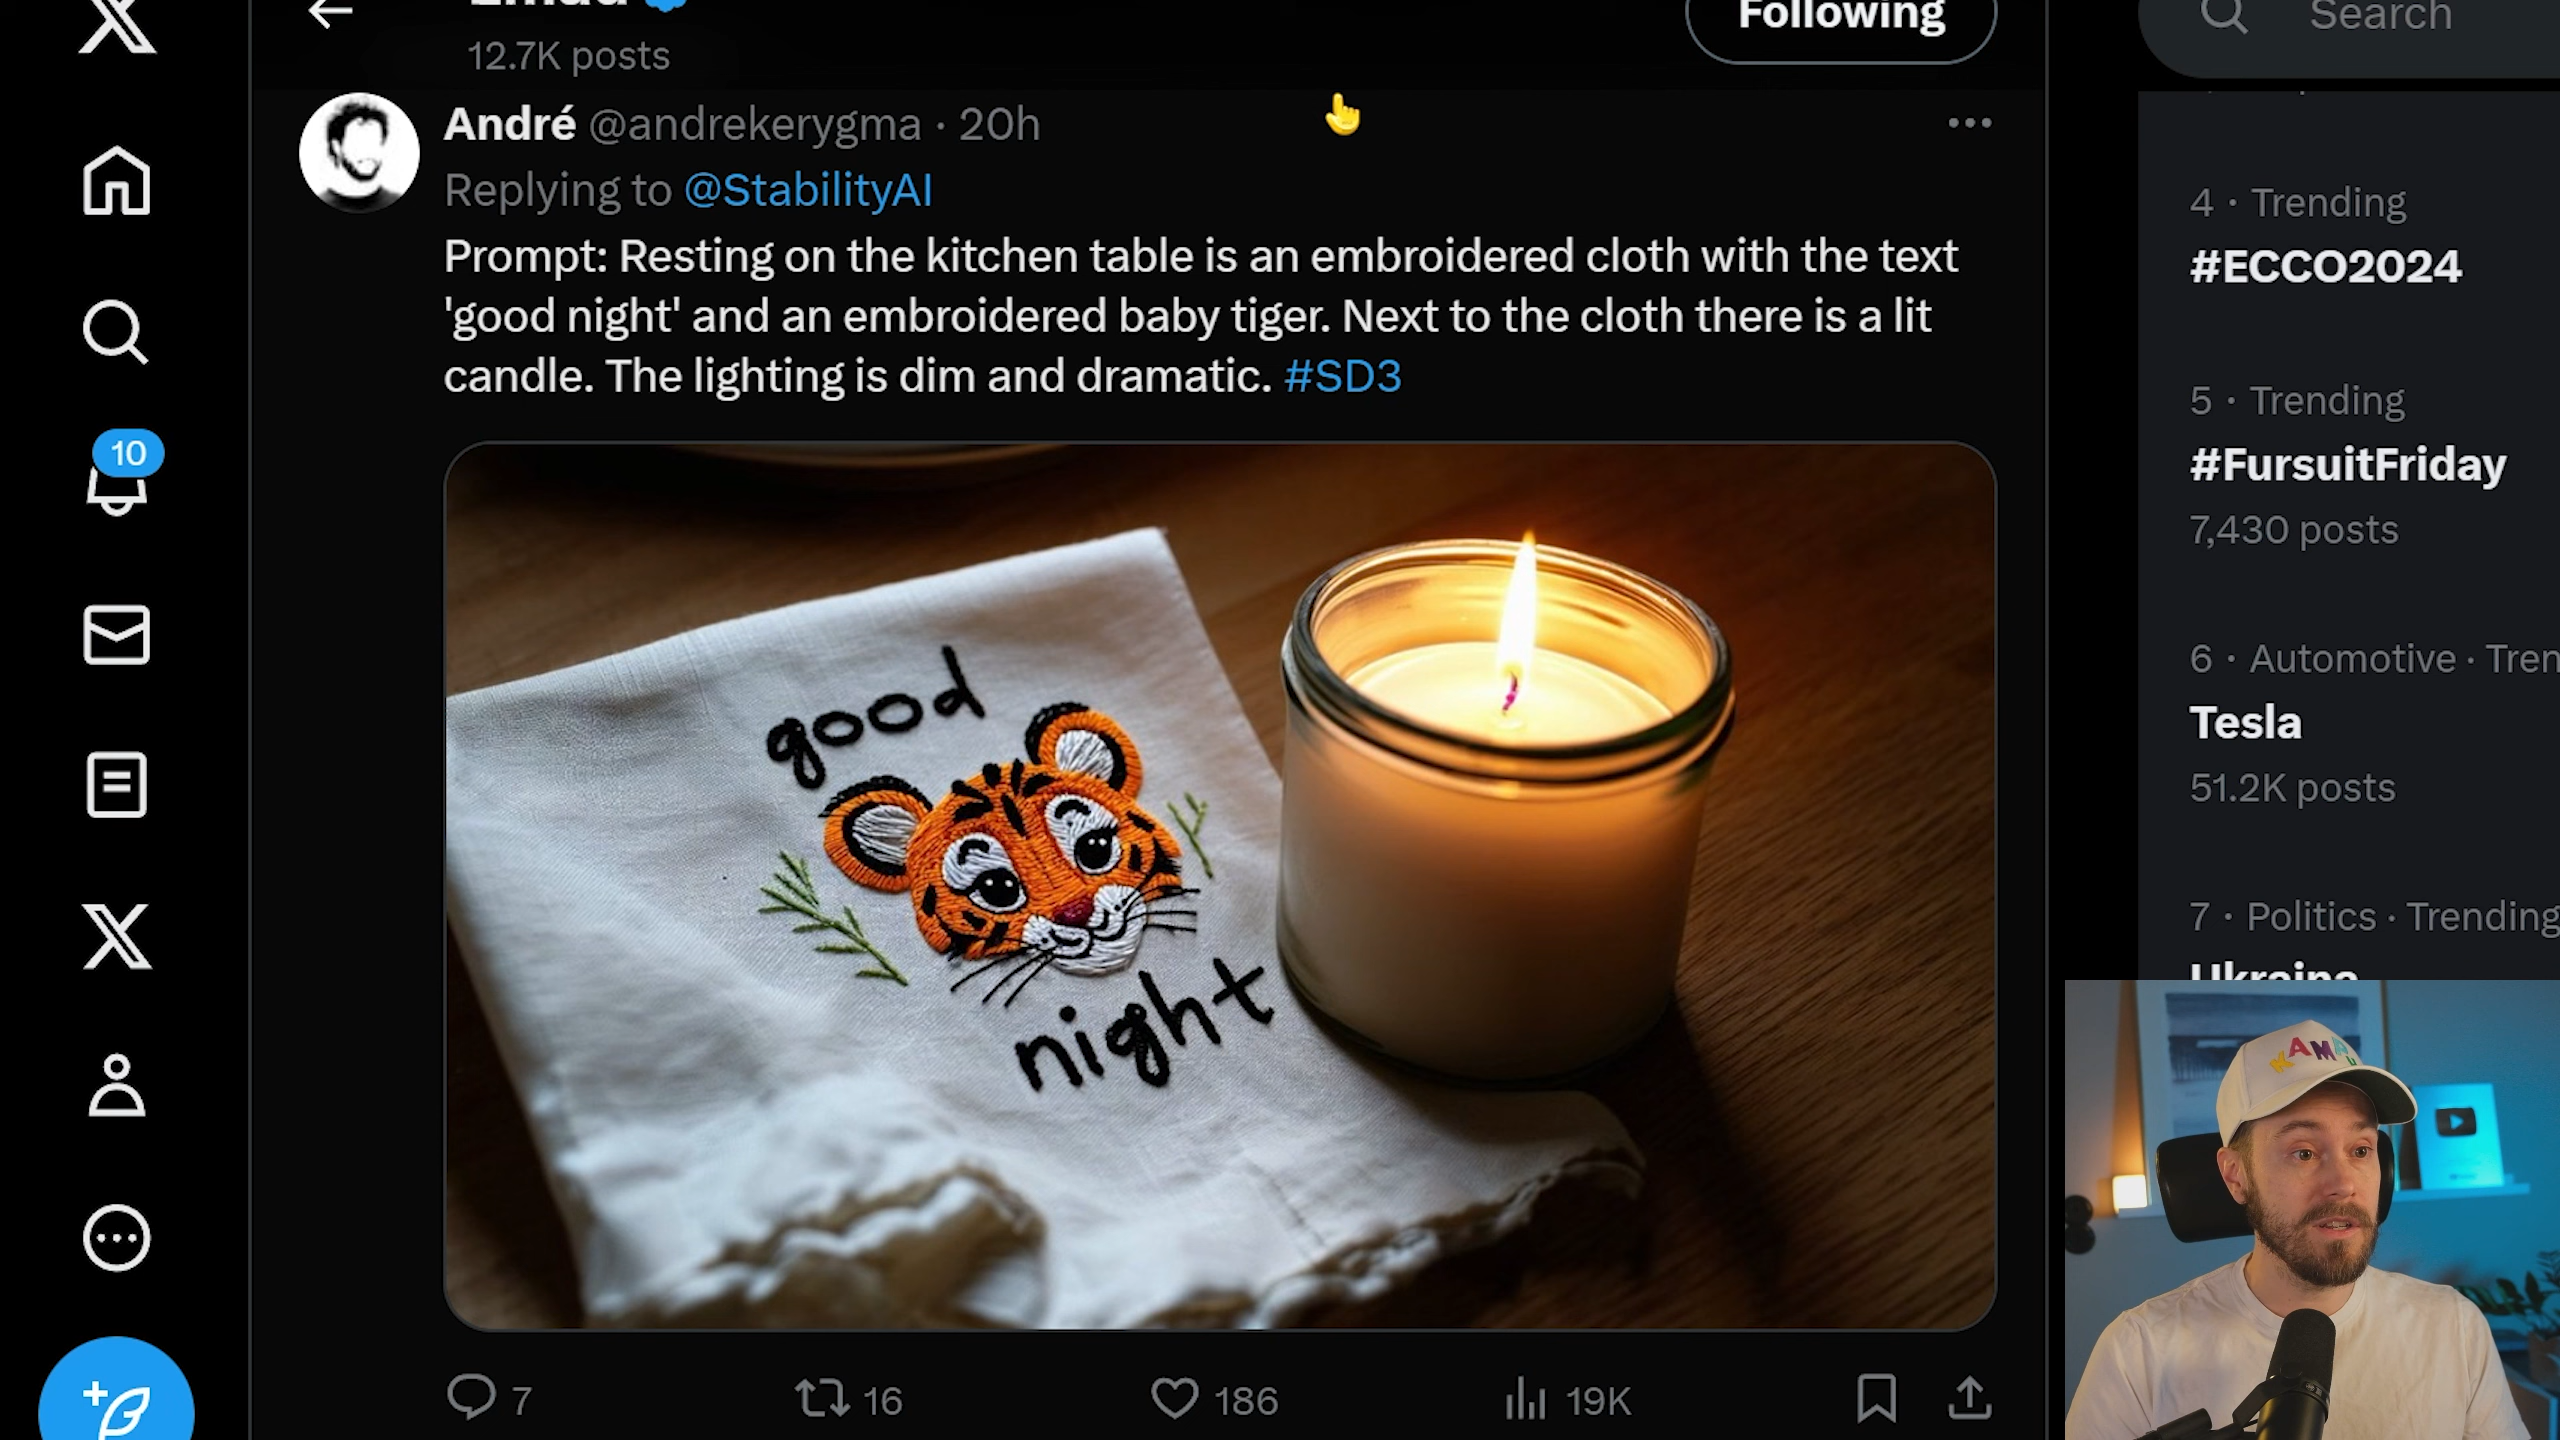 12.7K posts
Following
Search
André @andrekerygma · 20h
Replying to @StabilityAI
Prompt: Resting on the kitchen table is an embroidered cloth with the text
'good night' and an embroidered baby tiger. Next to the cloth there is a lit
candle. The lighting is dim and dramatic. #SD3
good
night
7
16
186
19K
10
4 · Trending
#ECCO2024
5 · Trending
#FursuitFriday
7,430 posts
6 · Automotive · Tren
Tesla
51.2K posts
7 · Politics · Trending
Ukraine